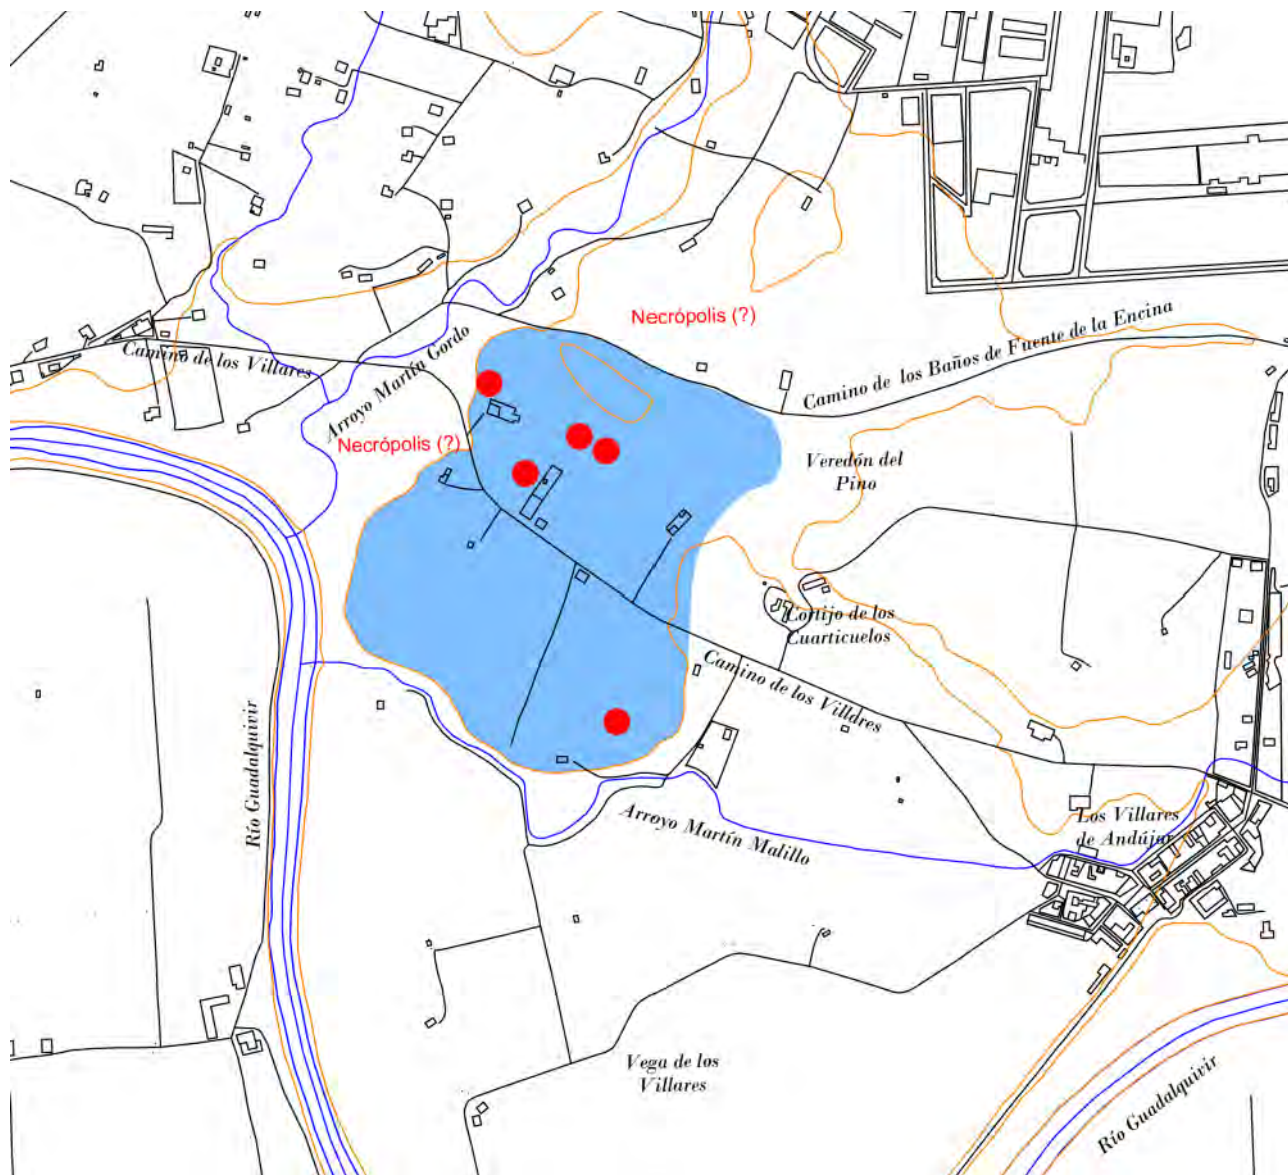 Necrópolis (?)
Camino de los Baños de Fuente de la Encina
Camino de los Villares
Arroyo Martín Gordo
Necrópolis (?)
Veredón del
Pino
Cortijo de los
Cuarticuelos
Camino de los Villdres
Río Guadalquivir
Arroyo Martín Malillo
Los Villares
de Andújar
Vega de los
Villares
Río Guadalquivir